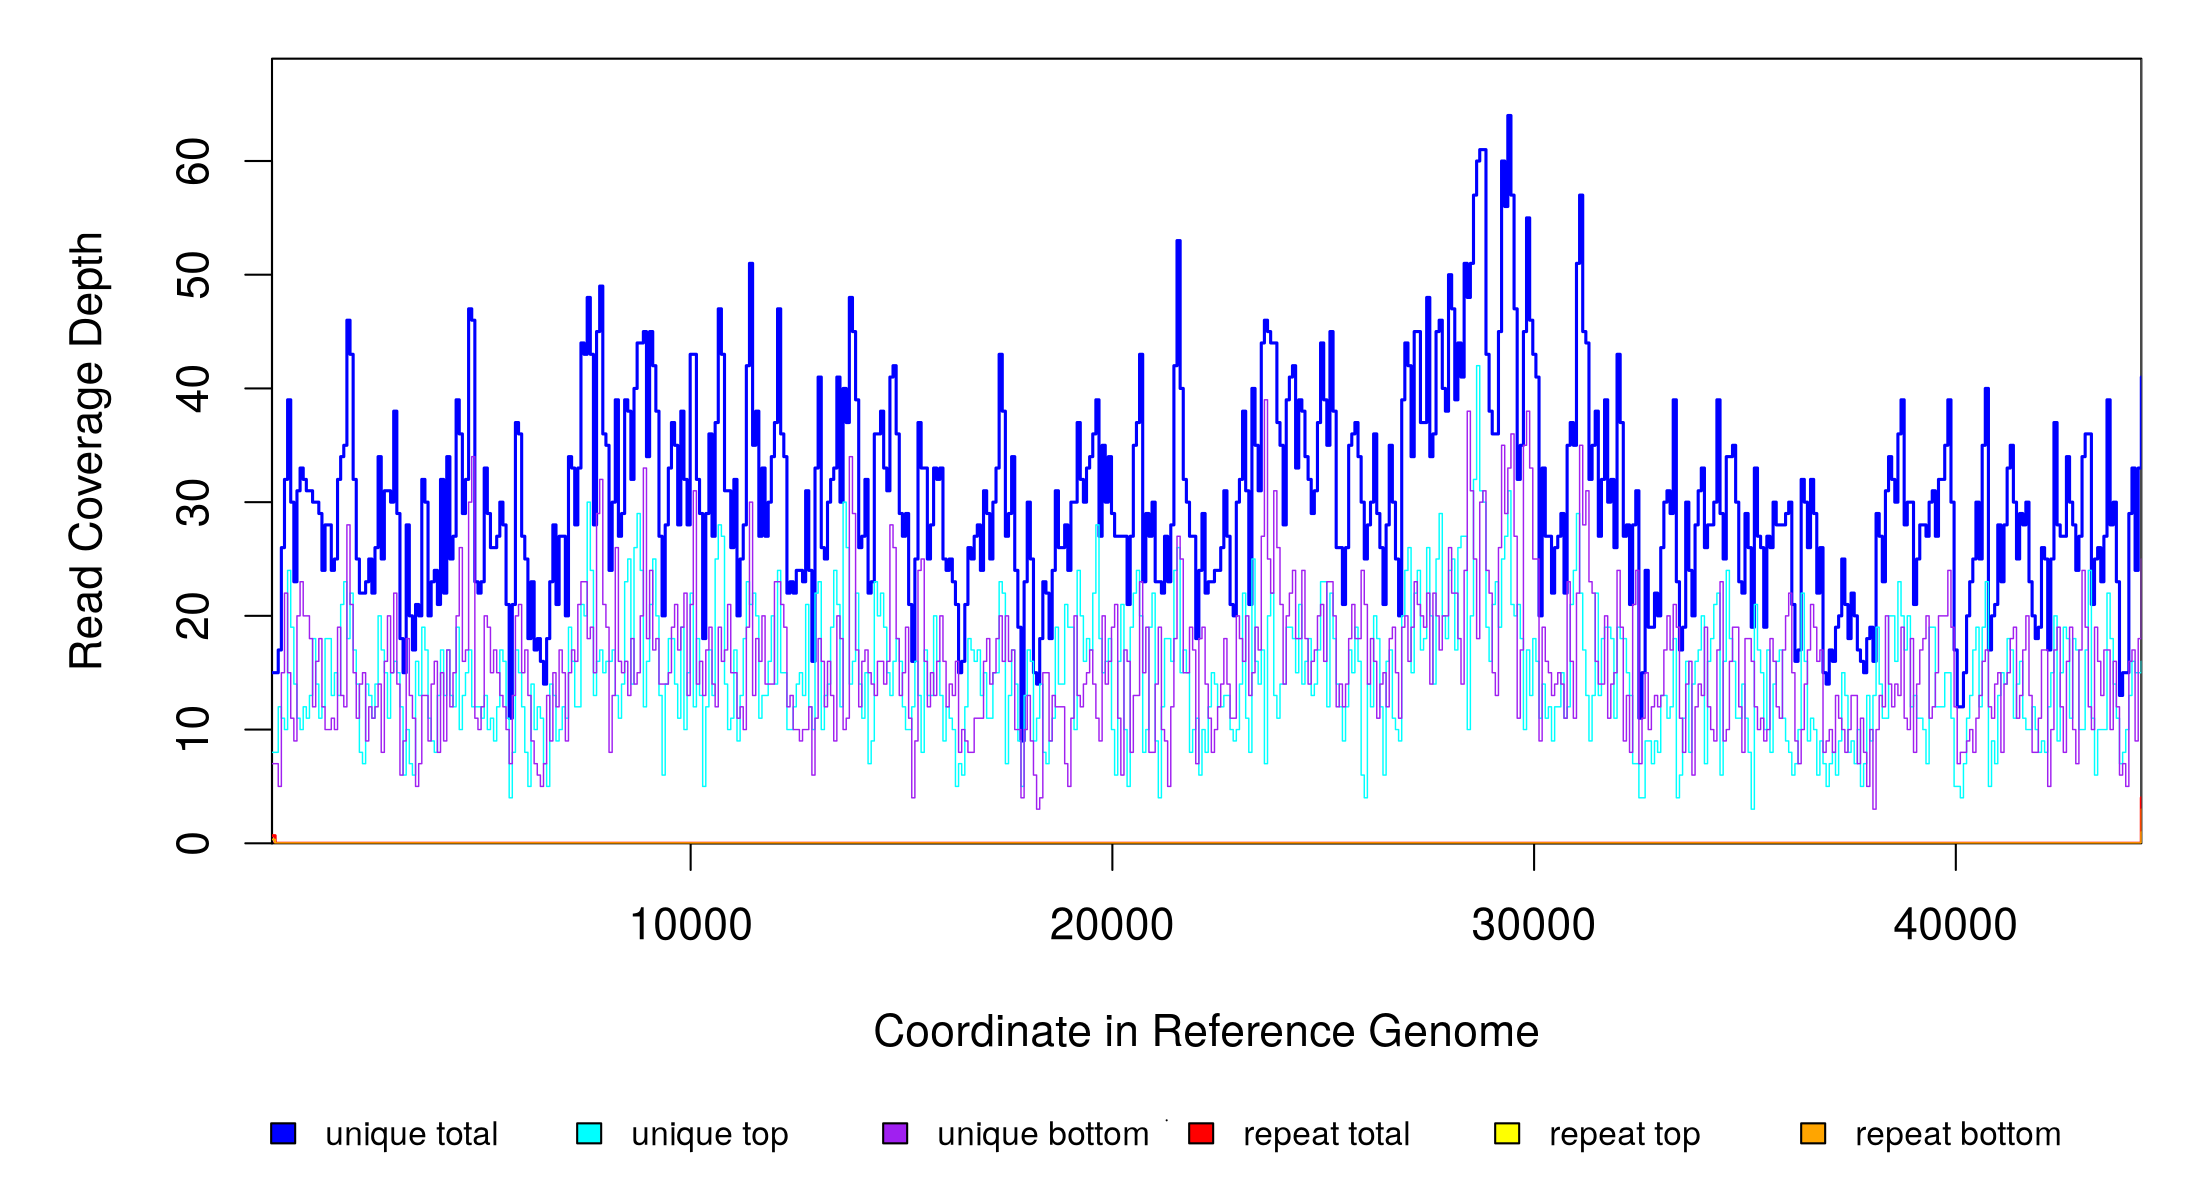 Read Coverage Depth
60
50
40
30
20
10
0
10000 20000 30000 40000
Coordinate in Reference Genome
unique total unique top unique bottom repeat total repeat top repeat bottom